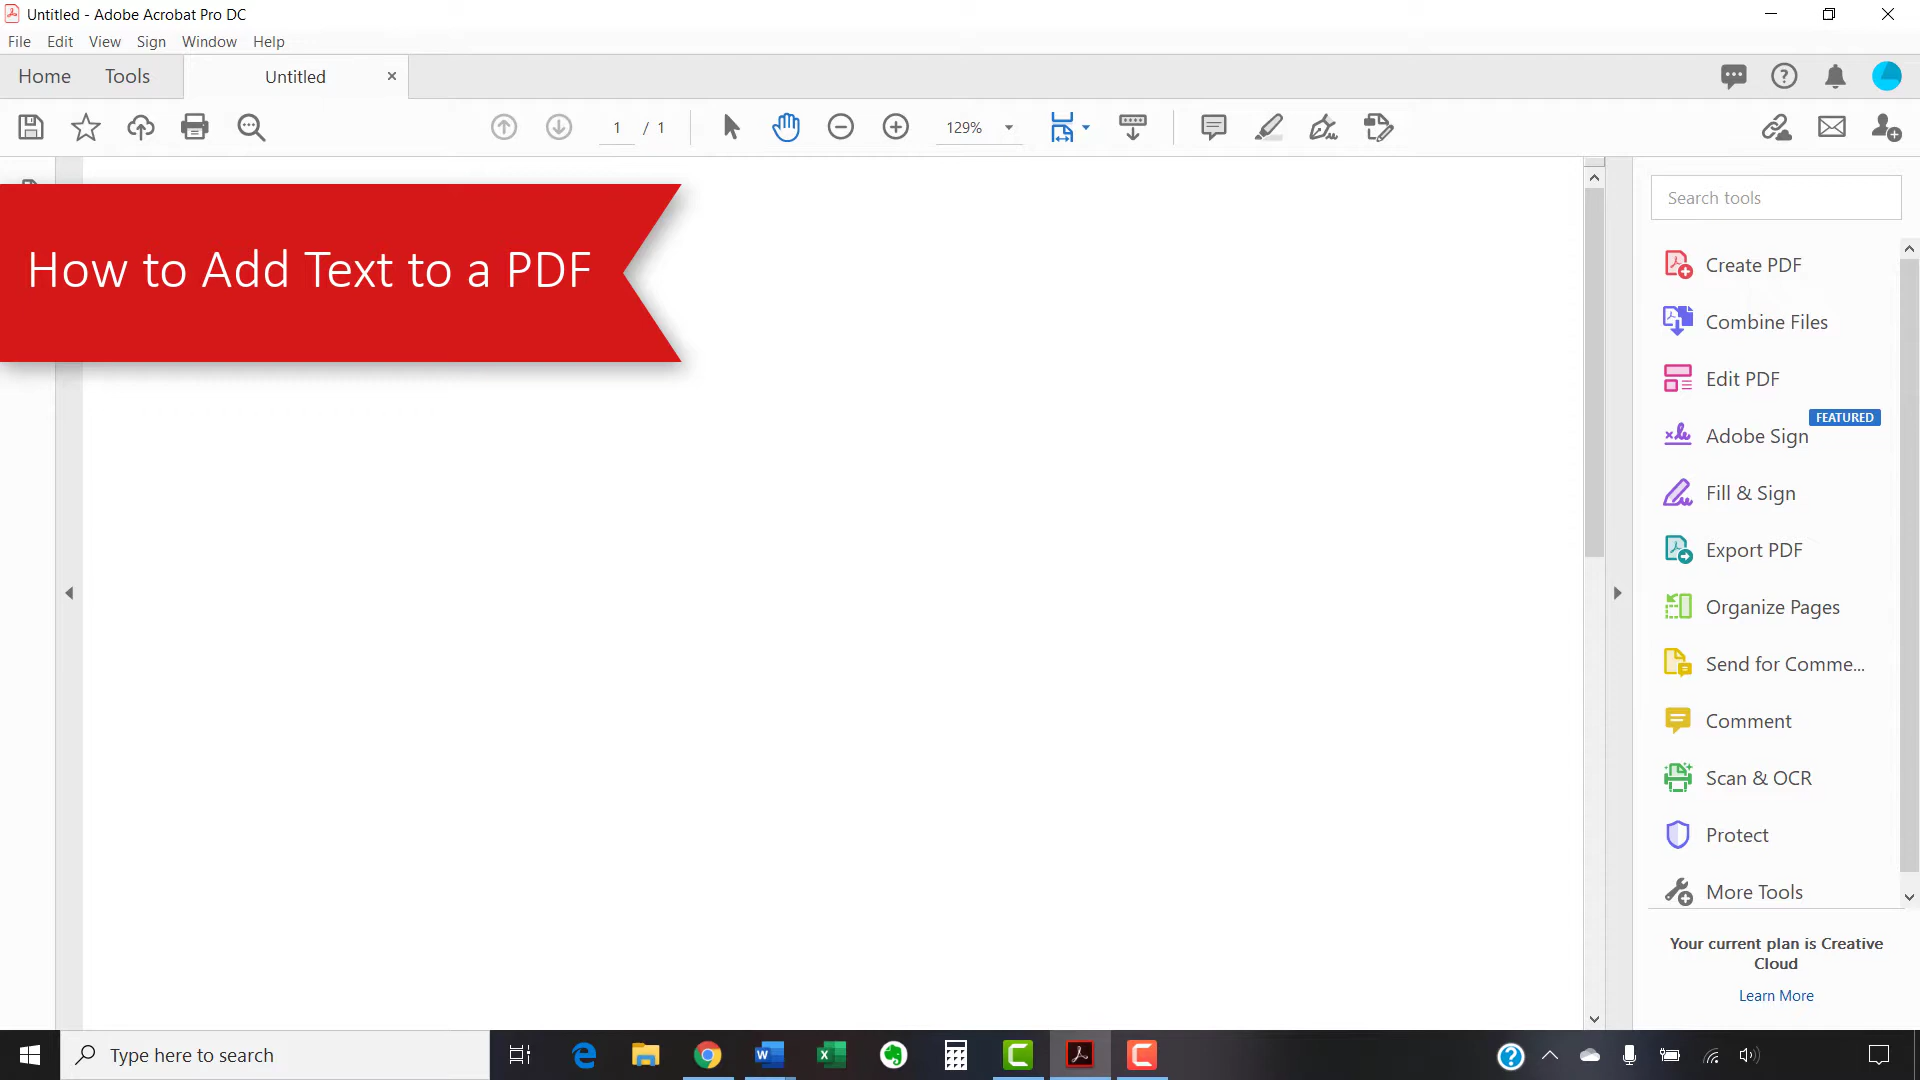 Untitled - Adobe Acrobat Pro DC
File Edit View Sign Window Help
Home Tools Untitled
1 / 1 129%
How to Add Text to a PDF
Search tools
Create PDF
Combine Files
Edit PDF
FEATURED
Adobe Sign
Fill & Sign
Export PDF
Organize Pages
Send for Comme...
Comment
Scan & OCR
Protect
More Tools
Your current plan is Creative
Cloud
Learn More
Type here to search